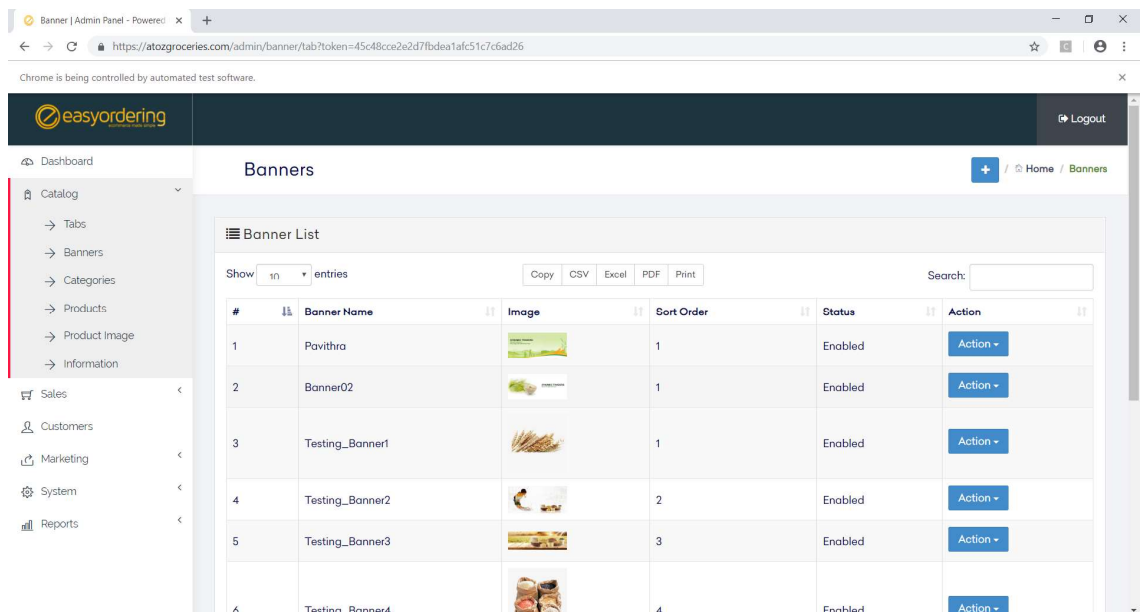 Banner | Admin Panel - Powered
https://atozgroceries.com/admin/banner/tab?token=45c48cce2e2d7fbdea1afc51c7c6ad26
Chrome is being controlled by automated test software.
easyordering
Logout
Dashboard
Catalog
Tabs
Banners
Categories
Products
Product Image
Information
Sales
Customers
Marketing
System
Reports
Banners
/ Home / Banners
Banner List
Show 10 entries
Copy CSV Excel PDF Print
Search:
# Banner Name Image Sort Order Status Action
1 Pavithra 1 Enabled Action
2 Banner02 1 Enabled Action
3 Testing_Banner1 1 Enabled Action
4 Testing_Banner2 2 Enabled Action
5 Testing_Banner3 3 Enabled Action
6 Testing_Banner4 4 Enabled Action